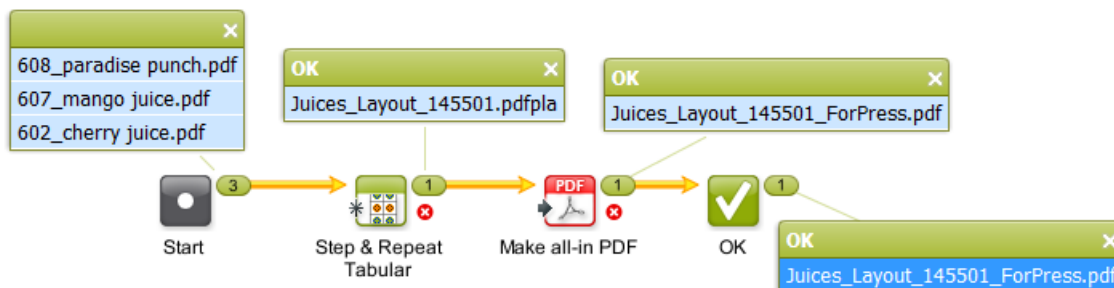 608_paradise punch.pdf
607_mango juice.pdf
602_cherry juice.pdf
OK
Juices_Layout_145501.pdfpla
OK
Juices_Layout_145501_ForPress.pdf
3
1
PDF
1
1
Start
Step & Repeat
Tabular
Make all-in PDF
OK
OK
Juices_Layout_145501_ForPress.pdf